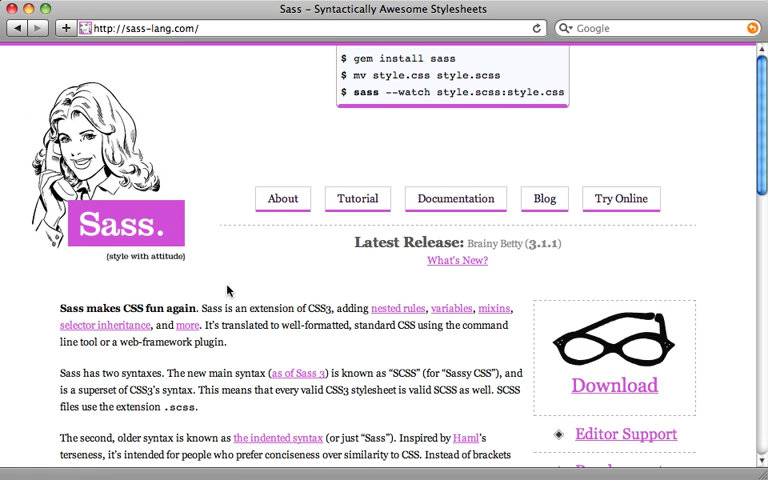 Sass – Syntactically Awesome Stylesheets
http://sass-lang.com/
Google
$ gem install sass
$ mv style.css style.scss
$ sass --watch style.scss:style.css
Sass.
{style with attitude}
About
Tutorial
Documentation
Blog
Try Online
Latest Release: Brainy Betty (3.1.1)
What's New?
Sass makes CSS fun again. Sass is an extension of CSS3, adding nested rules, variables, mixins,
selector inheritance, and more. It's translated to well-formatted, standard CSS using the command
line tool or a web-framework plugin.
Sass has two syntaxes. The new main syntax (as of Sass 3) is known as “SCSS” (for “Sassy CSS”), and
is a superset of CSS3's syntax. This means that every valid CSS3 stylesheet is valid SCSS as well. SCSS
files use the extension .scss.
The second, older syntax is known as the indented syntax (or just “Sass”). Inspired by Haml's
terseness, it's intended for people who prefer conciseness over similarity to CSS. Instead of brackets
Download
Editor Support